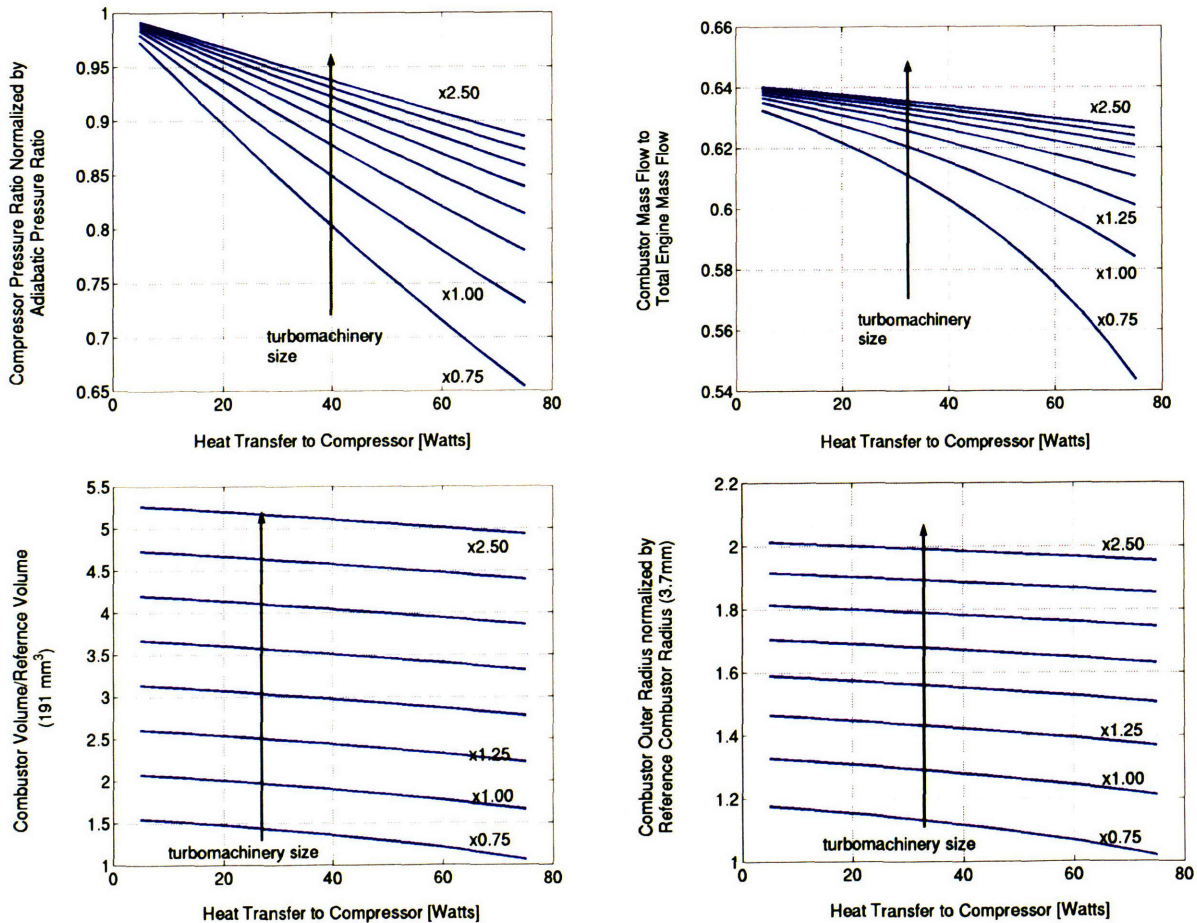 Compressor Pressure Ratio Normalized by
Adiabatic Pressure Ratio
1
0.95
0.9
0.85
0.8
0.75
0.7
0.65
x2.50
x1.00
x0.75
turbomachinery
size
0 20 40 60 80
Heat Transfer to Compressor [Watts]
Combustor Mass Flow to
Total Engine Mass Flow
0.66
0.64
0.62
0.6
0.58
0.56
0.54
x2.50
x1.25
x1.00
x0.75
turbomachinery
size
0 20 40 60 80
Heat Transfer to Compressor [Watts]
Combustor Volume/Refernce Volume
(191 mm³)
5.5
5
4.5
4
3.5
3
2.5
2
1.5
1
x2.50
x1.25
x1.00
x0.75
turbomachinery size
0 20 40 60 80
Heat Transfer to Compressor [Watts]
Combustor Outer Radius normalized by
Reference Combustor Radius (3.7mm)
2.2
2
1.8
1.6
1.4
1.2
1
x2.50
x1.25
x1.00
x0.75
turbomachinery size
0 20 40 60 80
Heat Transfer to Compressor [Watts]